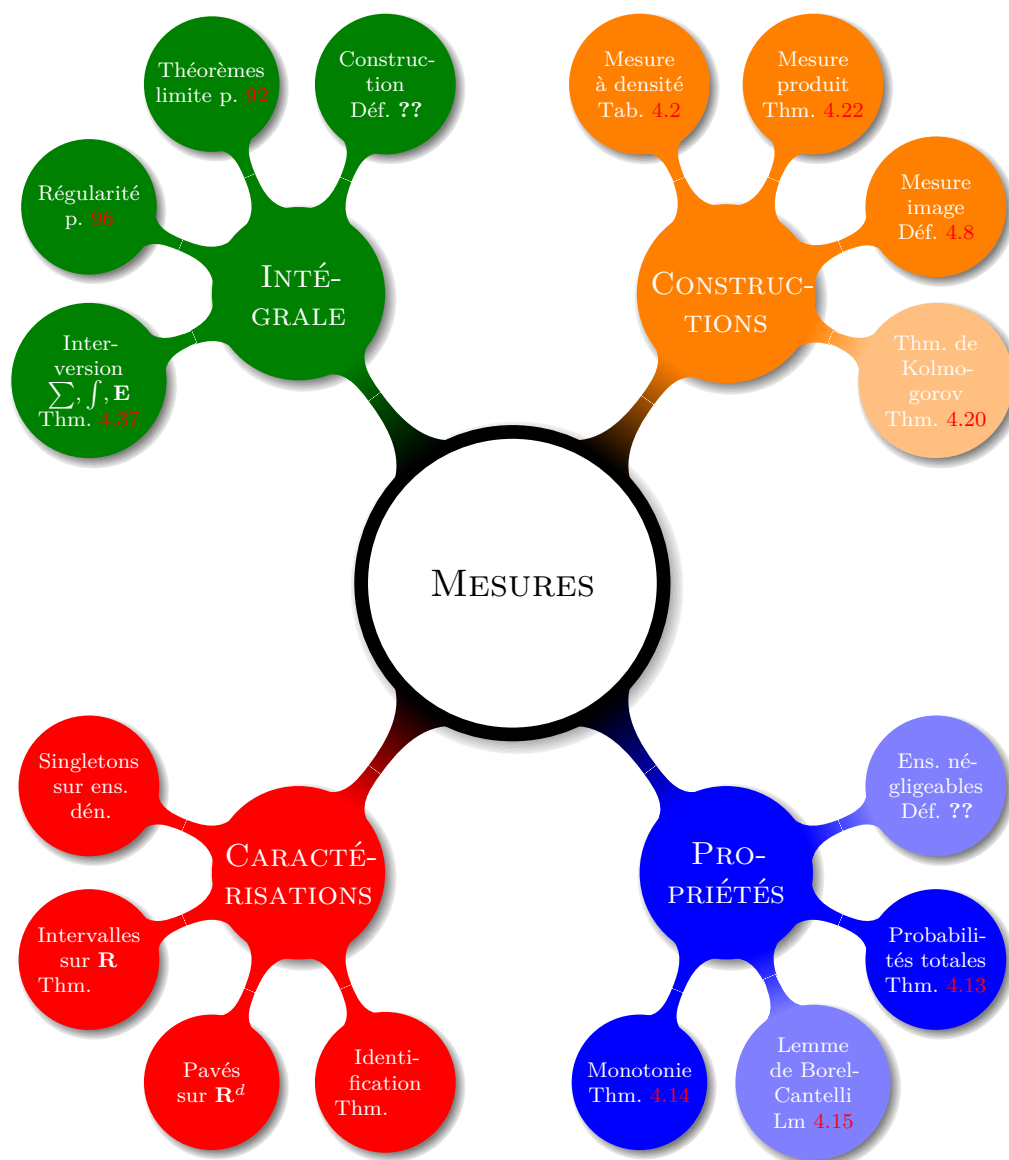 Théorèmes
limite p. 92
Construc-
tion
Déf. ??
Régularité
p. 96
Inter-
version
∑, ∫, E
Thm. 4.37
INTÉ-
GRALE
Mesure
à densité
Tab. 4.2
Mesure
produit
Thm. 4.22
Mesure
image
Déf. 4.8
Thm. de
Kolmo-
gorov
Thm. 4.20
CONSTRUC-
TIONS
MESURES
Singletons
sur ens.
dén.
Intervalles
sur R
Thm.
Pavés
sur R^d
Identi-
fication
Thm.
CARACTÉ-
RISATIONS
PRO-
PRIÉTÉS
Ens. né-
gligeables
Déf. ??
Probabili-
tés totales
Thm. 4.13
Monotonie
Thm. 4.14
Lemme
de Borel-
Cantelli
Lm 4.15